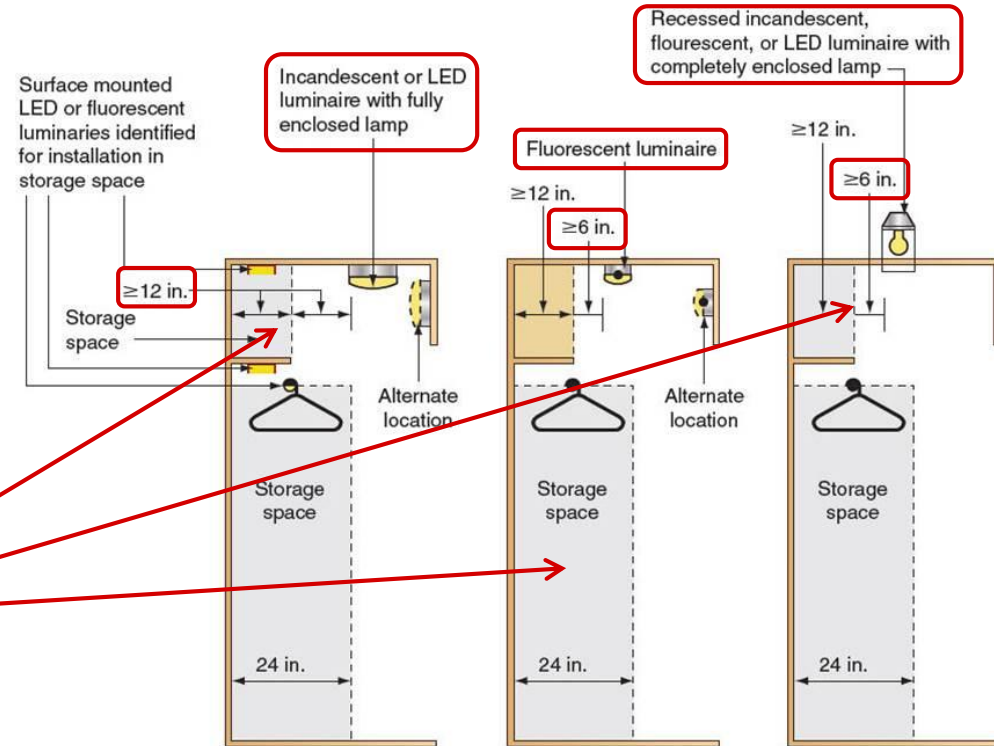 Surface mounted
LED or fluorescent
luminaries identified
for installation in
storage space
Incandescent or LED
luminaire with fully
enclosed lamp
Recessed incandescent,
flourescent, or LED luminaire with
completely enclosed lamp
Fluorescent luminaire
≥12 in.
≥6 in.
≥12 in.
≥6 in.
≥12 in.
Storage
space
Alternate
location
Alternate
location
Storage
space
Storage
space
Storage
space
24 in.
24 in.
24 in.